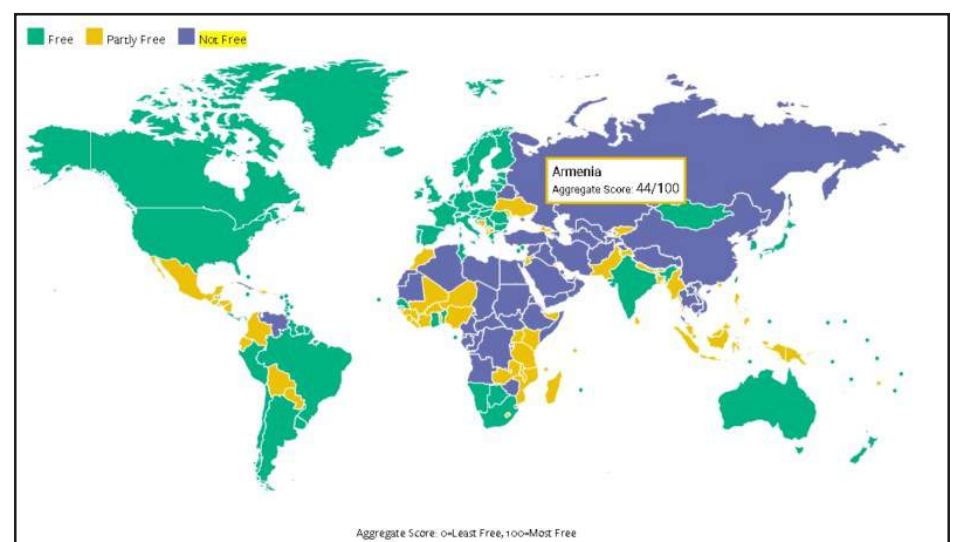 Free Partly Free Not Free
Armenia
Aggregate Score: 44/100
Aggregate Score: 0=Least Free, 100=Most Free